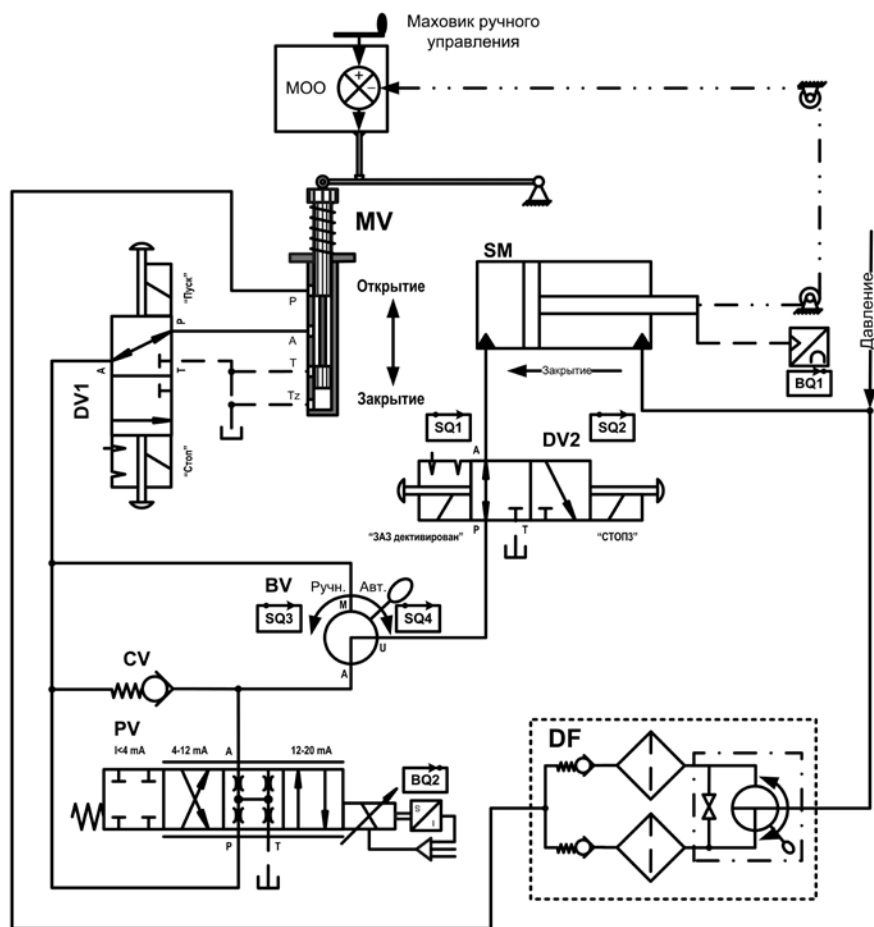 Маховик ручного
управления
МОО
+
−
MV
SM
Открытие
Закрытие
P
A
T
Tz
"Пуск"
P
A
T
DV1
"Стоп"
Давление
Закрытие
BQ1
SQ1
SQ2
DV2
A
P
T
"ЗАЗ дективирован"
"СТОПЗ"
BV
Ручн.
Авт.
SQ3
M
SQ4
U
A
CV
PV
I<4 mA
4-12 mA
A
12-20 mA
BQ2
S
I
P
T
DF